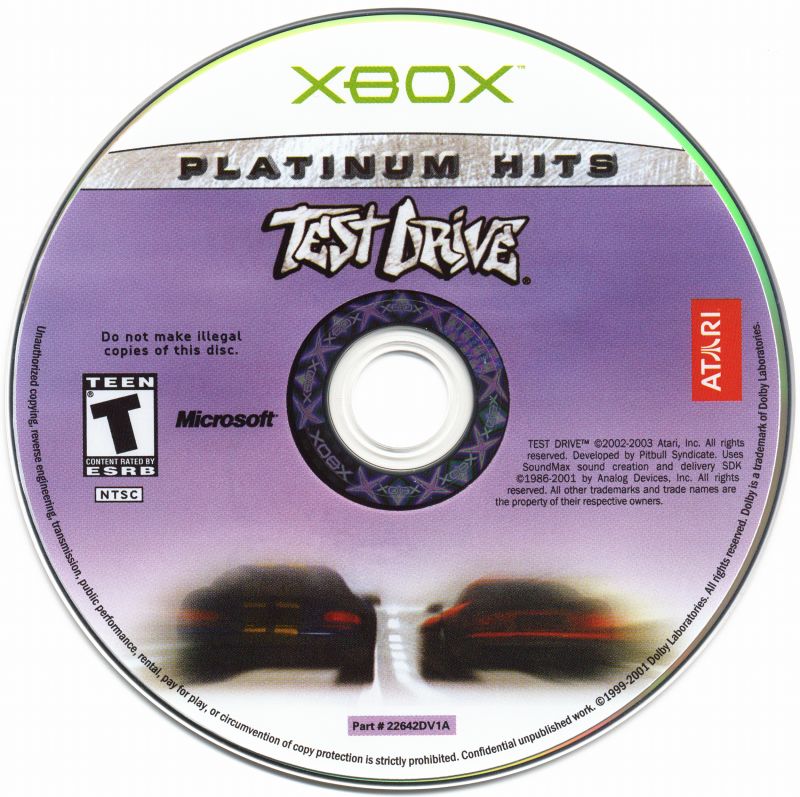 XBOX™
PLATINUM HITS
TEST DRIVE®
Do not make illegal
copies of this disc.
TEEN
T
CONTENT RATED BY
ESRB
NTSC
Microsoft®
XBOX
ATARI
TEST DRIVE™ ©2002-2003 Atari, Inc. All rights
reserved. Developed by Pitbull Syndicate. Uses
SoundMax sound creation and delivery SDK
©1986-2001 by Analog Devices, Inc. All rights
reserved. All other trademarks and trade names are
the property of their respective owners.
Part # 22642DV1A
Unauthorized copying, reverse engineering, transmission, public performance, rental, pay for play, or circumvention of copy protection is strictly prohibited. Confidential unpublished work. ©1999-2001 Dolby Laboratories. All rights reserved. Dolby is a trademark of Dolby Laboratories.